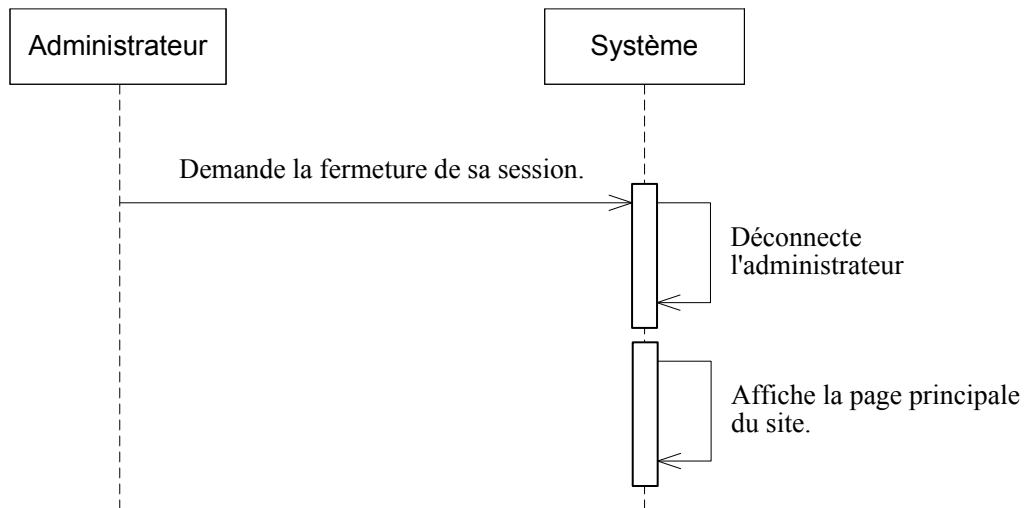 Administrateur
Système
Demande la fermeture de sa session.
Déconnecte
l'administrateur
Affiche la page principale
du site.